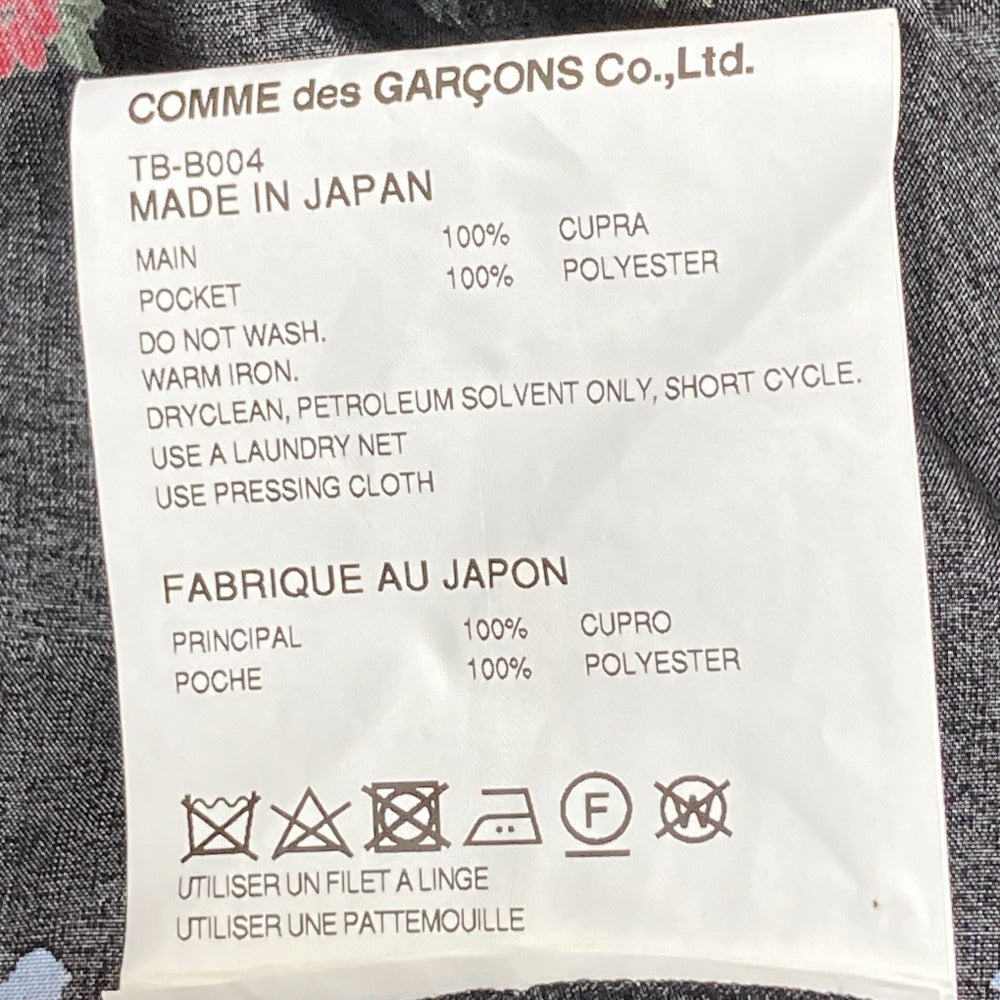 COMME des GARÇONS Co.,Ltd.
TB-B004
MADE IN JAPAN
MAIN 100% CUPRA
POCKET 100% POLYESTER
DO NOT WASH.
WARM IRON.
DRYCLEAN, PETROLEUM SOLVENT ONLY, SHORT CYCLE.
USE A LAUNDRY NET
USE PRESSING CLOTH
FABRIQUE AU JAPON
PRINCIPAL 100% CUPRO
POCHE 100% POLYESTER
F W
UTILISER UN FILET A LINGE
UTILISER UNE PATTEMOUILLE